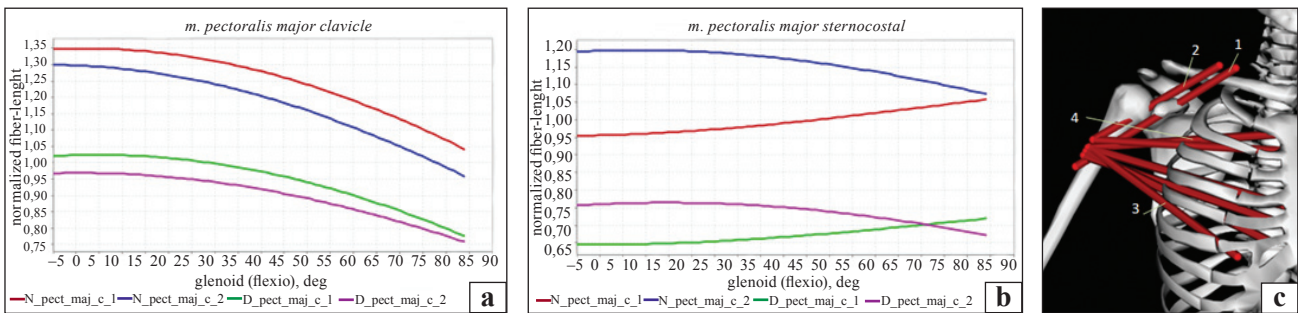 m. pectoralis major clavicle
normalized fiber-lenght
1,35
1,30
1,25
1,20
1,15
1,10
1,05
1,00
0,95
0,90
0,85
0,80
0,75
−5 0 5 10 15 20 25 30 35 40 45 50 55 60 65 70 75 80 85 90
glenoid (flexio), deg
N_pect_maj_c_1 N_pect_maj_c_2 D_pect_maj_c_1 D_pect_maj_c_2
a
m. pectoralis major sternocostal
normalized fiber-lenght
1,20
1,15
1,10
1,05
1,00
0,95
0,90
0,85
0,80
0,75
0,70
0,65
−5 0 5 10 15 20 25 30 35 40 45 50 55 60 65 70 75 80 85 90
glenoid (flexio), deg
N_pect_maj_c_1 N_pect_maj_c_2 D_pect_maj_c_1 D_pect_maj_c_2
b
2 1
4
3
c